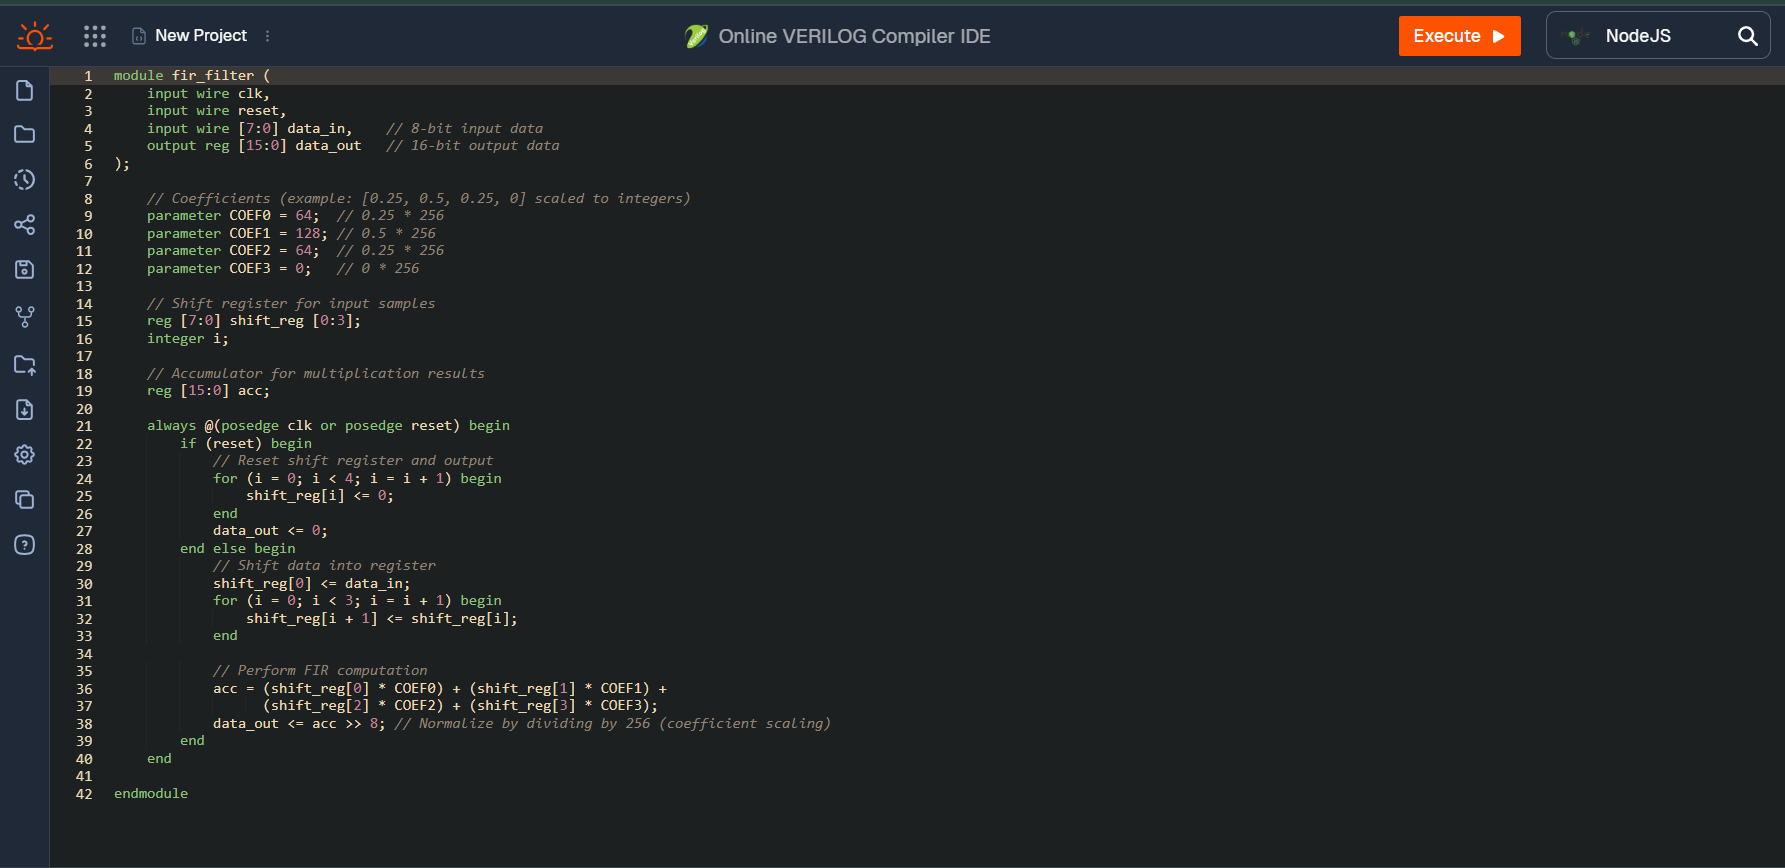 New Project
Online VERILOG Compiler IDE
Execute
NodeJS
1 module fir_filter (
2     input wire clk,
3     input wire reset,
4     input wire [7:0] data_in,    // 8-bit input data
5     output reg [15:0] data_out   // 16-bit output data
6 );
7
8     // Coefficients (example: [0.25, 0.5, 0.25, 0] scaled to integers)
9     parameter COEF0 = 64;  // 0.25 * 256
10     parameter COEF1 = 128; // 0.5 * 256
11     parameter COEF2 = 64;  // 0.25 * 256
12     parameter COEF3 = 0;   // 0 * 256
13
14     // Shift register for input samples
15     reg [7:0] shift_reg [0:3];
16     integer i;
17
18     // Accumulator for multiplication results
19     reg [15:0] acc;
20
21     always @(posedge clk or posedge reset) begin
22         if (reset) begin
23             // Reset shift register and output
24             for (i = 0; i < 4; i = i + 1) begin
25                 shift_reg[i] <= 0;
26             end
27             data_out <= 0;
28         end else begin
29             // Shift data into register
30             shift_reg[0] <= data_in;
31             for (i = 0; i < 3; i = i + 1) begin
32                 shift_reg[i + 1] <= shift_reg[i];
33             end
34
35             // Perform FIR computation
36             acc = (shift_reg[0] * COEF0) + (shift_reg[1] * COEF1) +
37                   (shift_reg[2] * COEF2) + (shift_reg[3] * COEF3);
38             data_out <= acc >> 8; // Normalize by dividing by 256 (coefficient scaling)
39         end
40     end
41
42 endmodule